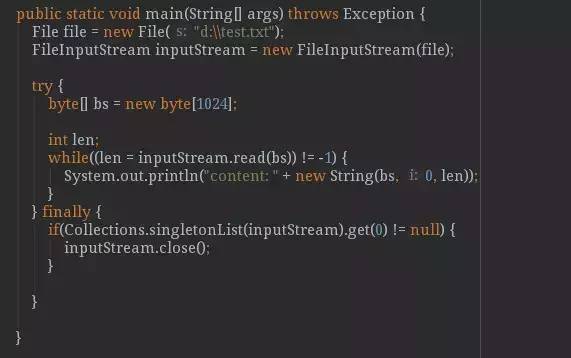 public static void main(String[] args) throws Exception {
File file = new File( s: "d:\\test.txt");
FileInputStream inputStream = new FileInputStream(file);
try {
byte[] bs = new byte[1024];
int len;
while((len = inputStream.read(bs)) != -1) {
System.out.println("content: " + new String(bs, i: 0, len));
}
} finally {
if(Collections.singletonList(inputStream).get(0) != null) {
inputStream.close();
}
}
}